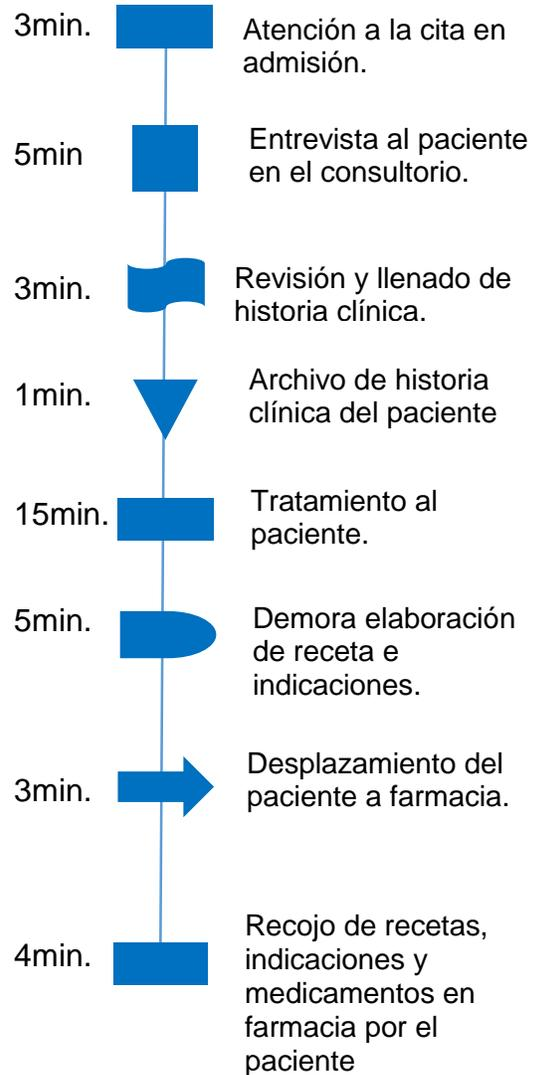 3min.
Atención a la cita en
admisión.
5min
Entrevista al paciente
en el consultorio.
3min.
Revisión y llenado de
historia clínica.
1min.
Archivo de historia
clínica del paciente
15min.
Tratamiento al
paciente.
5min.
Demora elaboración
de receta e
indicaciones.
3min.
Desplazamiento del
paciente a farmacia.
4min.
Recojo de recetas,
indicaciones y
medicamentos en
farmacia por el
paciente